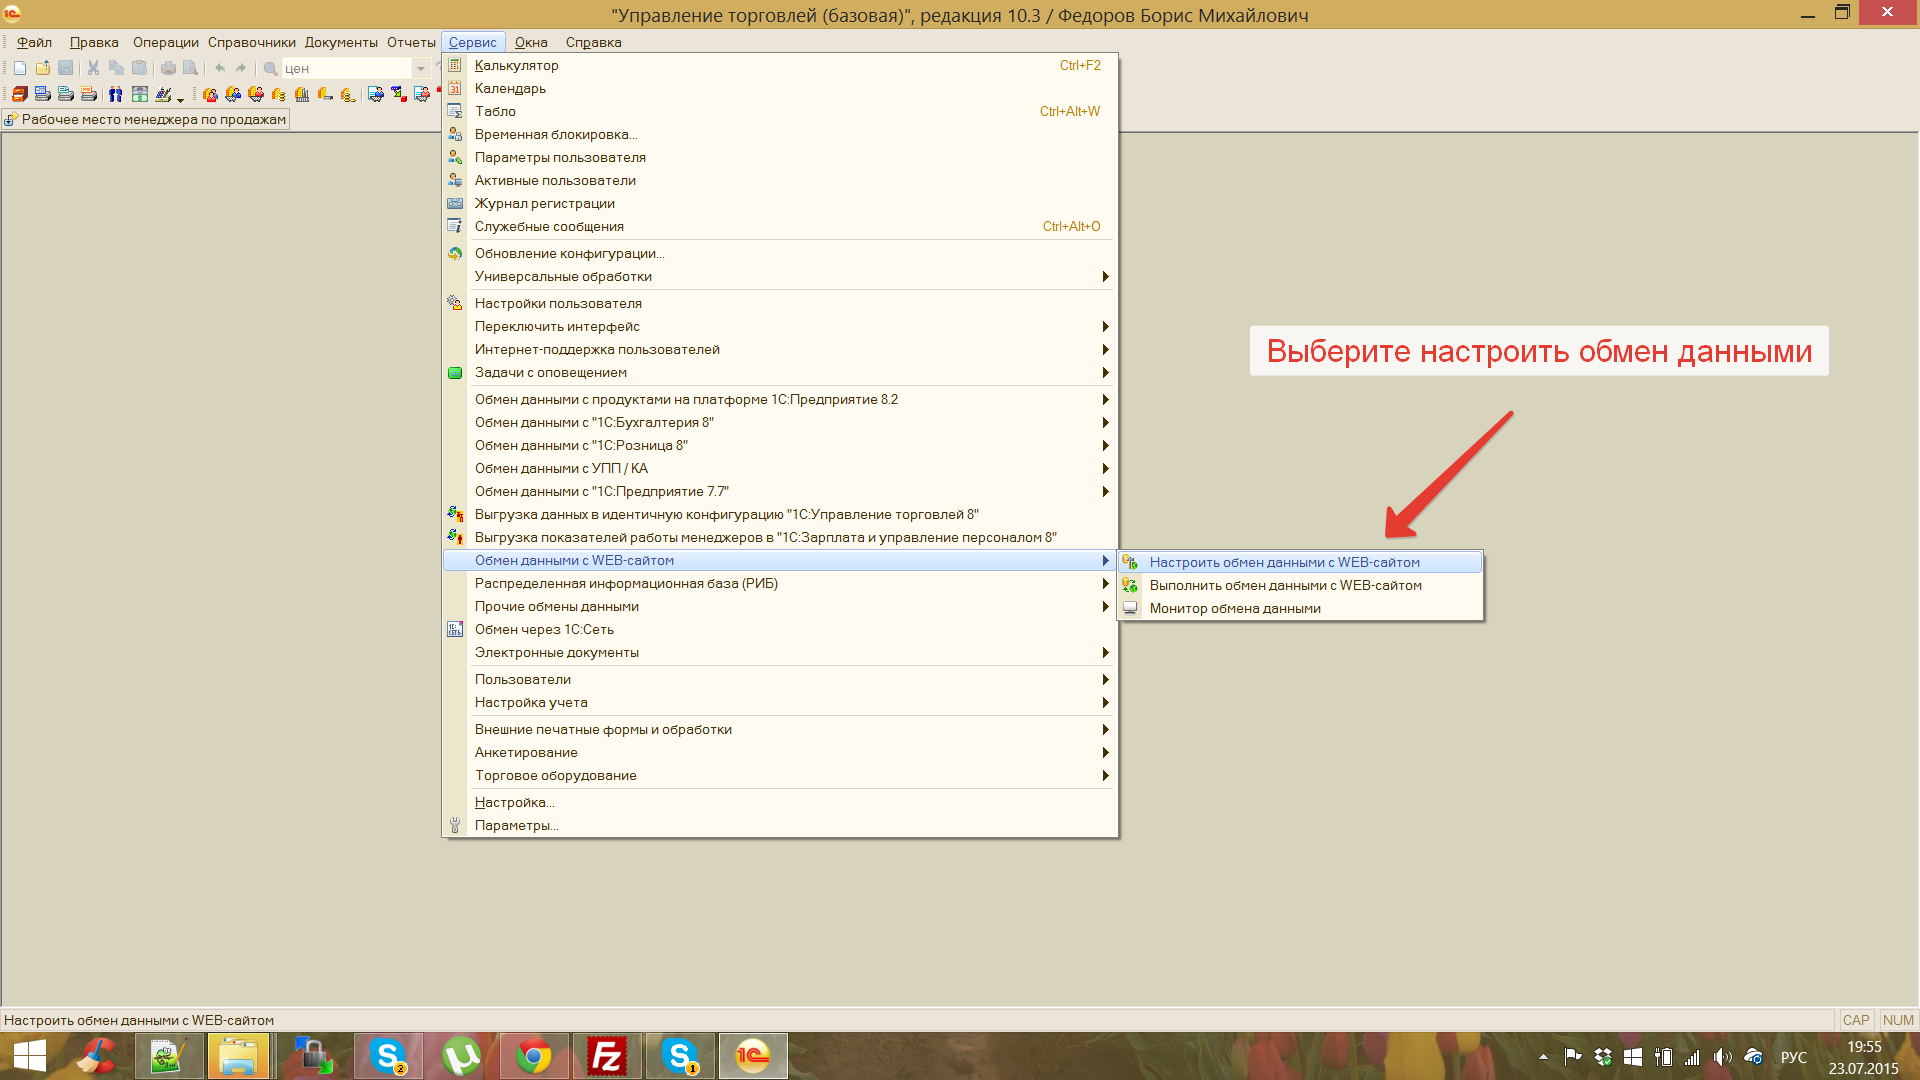 "Управление торговлей (базовая)", редакция 10.3 / Федоров Борис Михайлович
Файл Правка Операции Справочники Документы Отчеты Сервис Окна Справка
цен
Рабочее место менеджера по продажам
Калькулятор Ctrl+F2
Календарь
Табло Ctrl+Alt+W
Временная блокировка...
Параметры пользователя
Активные пользователи
Журнал регистрации
Служебные сообщения Ctrl+Alt+O
Обновление конфигурации...
Универсальные обработки
Настройки пользователя
Переключить интерфейс
Интернет-поддержка пользователей
Задачи с оповещением
Обмен данными с продуктами на платформе 1С:Предприятие 8.2
Обмен данными с "1С:Бухгалтерия 8"
Обмен данными с "1С:Розница 8"
Обмен данными с УПП / КА
Обмен данными с "1С:Предприятие 7.7"
Выгрузка данных в идентичную конфигурацию "1С:Управление торговлей 8"
Выгрузка показателей работы менеджеров в "1С:Зарплата и управление персоналом 8"
Обмен данными с WEB-сайтом
Распределенная информационная база (РИБ)
Прочие обмены данными
Обмен через 1С:Сеть
Электронные документы
Пользователи
Настройка учета
Внешние печатные формы и обработки
Анкетирование
Торговое оборудование
Настройка...
Параметры...
Выберите настроить обмен данными
Настроить обмен данными с WEB-сайтом
Выполнить обмен данными с WEB-сайтом
Монитор обмена данными
Настроить обмен данными с WEB-сайтом
CAP NUM
РУС
19:55
23.07.2015